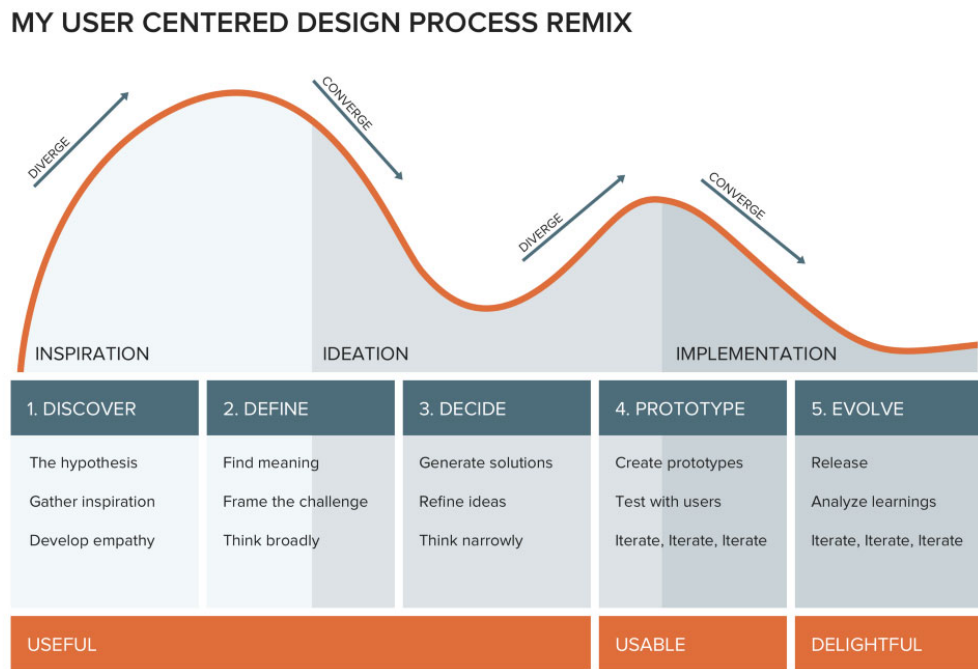 MY USER CENTERED DESIGN PROCESS REMIX
DIVERGE
CONVERGE
DIVERGE
CONVERGE
INSPIRATION
IDEATION
IMPLEMENTATION
1. DISCOVER
The hypothesis
Gather inspiration
Develop empathy
2. DEFINE
Find meaning
Frame the challenge
Think broadly
3. DECIDE
Generate solutions
Refine ideas
Think narrowly
4. PROTOTYPE
Create prototypes
Test with users
Iterate, Iterate, Iterate
5. EVOLVE
Release
Analyze learnings
Iterate, Iterate, Iterate
USEFUL
USABLE
DELIGHTFUL